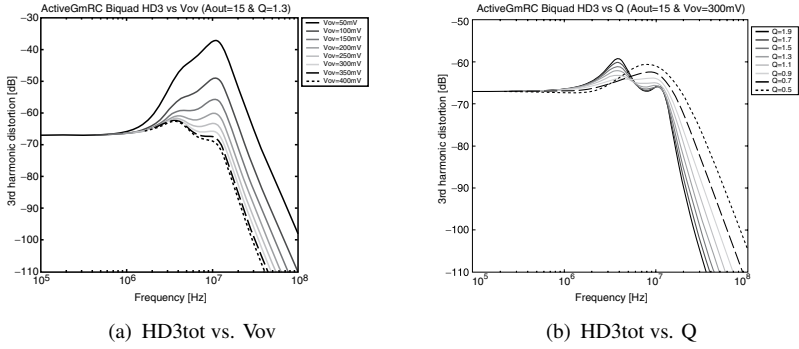 ActiveGmRC Biquad HD3 vs Vov (Aout=15 & Q=1.3)
3rd harmonic distortion [dB]
−30
−40
−50
−60
−70
−80
−90
−100
−110
10^5
10^6
10^7
10^8
Frequency [Hz]
Vov=50mV
Vov=100mV
Vov=150mV
Vov=200mV
Vov=250mV
Vov=300mV
Vov=350mV
Vov=400mV
(a) HD3tot vs. Vov
ActiveGmRC Biquad HD3 vs Q (Aout=15 & Vov=300mV)
3rd harmonic distortion [dB]
−50
−60
−70
−80
−90
−100
−110
10^5
10^6
10^7
10^8
Frequency [Hz]
Q=1.9
Q=1.7
Q=1.5
Q=1.3
Q=1.1
Q=0.9
Q=0.7
Q=0.5
(b) HD3tot vs. Q